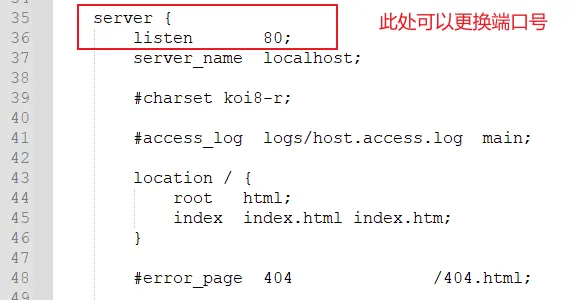 35 server {
此处可以更换端口号
36 listen 80;
37 server_name localhost;
38
39 #charset koi8-r;
40
41 #access_log logs/host.access.log main;
42
43 location / {
44 root html;
45 index index.html index.htm;
46 }
47
48 #error_page 404 /404.html;
49